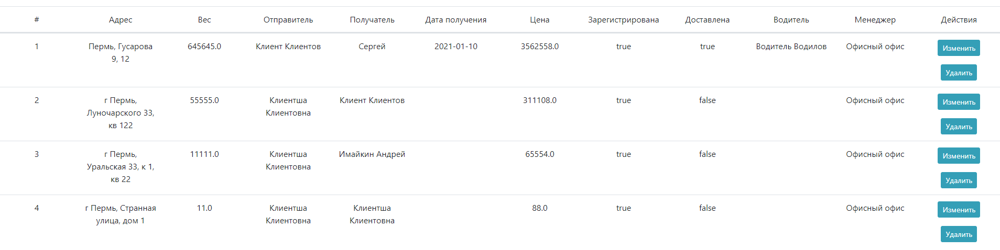 # Адрес Вес Отправитель Получатель Дата получения Цена Зарегистрирована Доставлена Водитель Менеджер Действия
1 Пермь, Гусарова 645645.0 Клиент Клиентов Сергей 2021-01-10 3562558.0 true true Водитель Водилов Офисный офис Изменить
9, 12
Удалить
2 г Пермь, 55555.0 Клиентша Клиент Клиентов 311108.0 true false Офисный офис Изменить
Луночарского 33, Клиентовна
кв 122 Удалить
3 г Пермь, 11111.0 Клиентша Имайкин Андрей 65554.0 true false Офисный офис Изменить
Уральская 33, к 1, Клиентовна
кв 22 Удалить
4 г Пермь, Странная 11.0 Клиентша Клиентша 88.0 true false Офисный офис Изменить
улица, дом 1 Клиентовна Клиентовна
Удалить